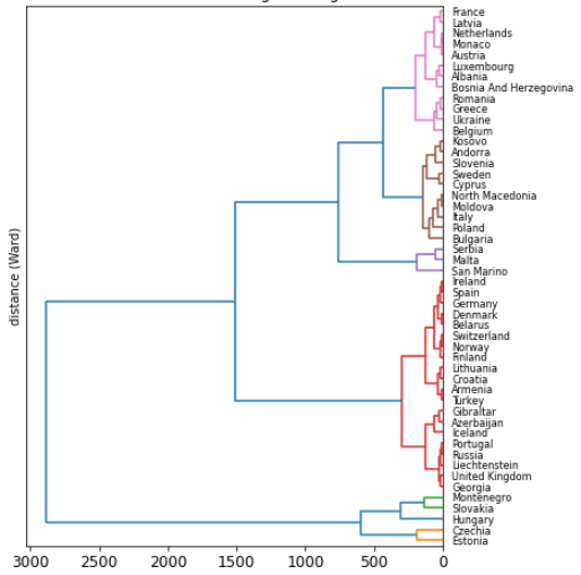 France
Latvia
Netherlands
Monaco
Austria
Luxembourg
Albania
Bosnia And Herzegovina
Romania
Greece
Ukraine
Belgium
Kosovo
Andorra
Slovenia
Sweden
Cyprus
North Macedonia
Moldova
Italy
Poland
Bulgaria
Serbia
Malta
San Marino
Ireland
Spain
Germany
Denmark
Belarus
Switzerland
Norway
Finland
Lithuania
Croatia
Armenia
Turkey
Gibraltar
Azerbaijan
Iceland
Portugal
Russia
Liechtenstein
United Kingdom
Georgia
Montenegro
Slovakia
Hungary
Czechia
Estonia
distance (Ward)
3000 2500 2000 1500 1000 500 0